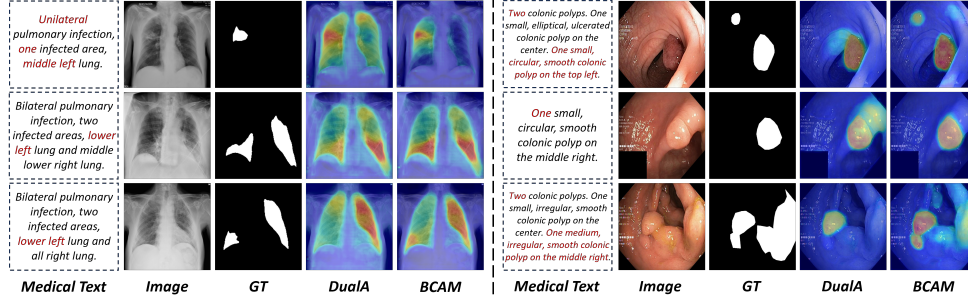 Unilateral
pulmonary infection,
one infected area,
middle left lung.
Bilateral pulmonary
infection, two
infected areas, lower
left lung and middle
lower right lung.
Bilateral pulmonary
infection, two
infected areas,
lower left lung and
all right lung.
Medical Text Image GT DualA BCAM
Two colonic polyps. One
small, elliptical, ulcerated
colonic polyp on the
center. One small,
circular, smooth colonic
polyp on the top left.
One small,
circular, smooth
colonic polyp on
the middle right.
Two colonic polyps. One
small, irregular, smooth
colonic polyp on the
center. One medium,
irregular, smooth colonic
polyp on the middle right.
Medical Text Image GT DualA BCAM